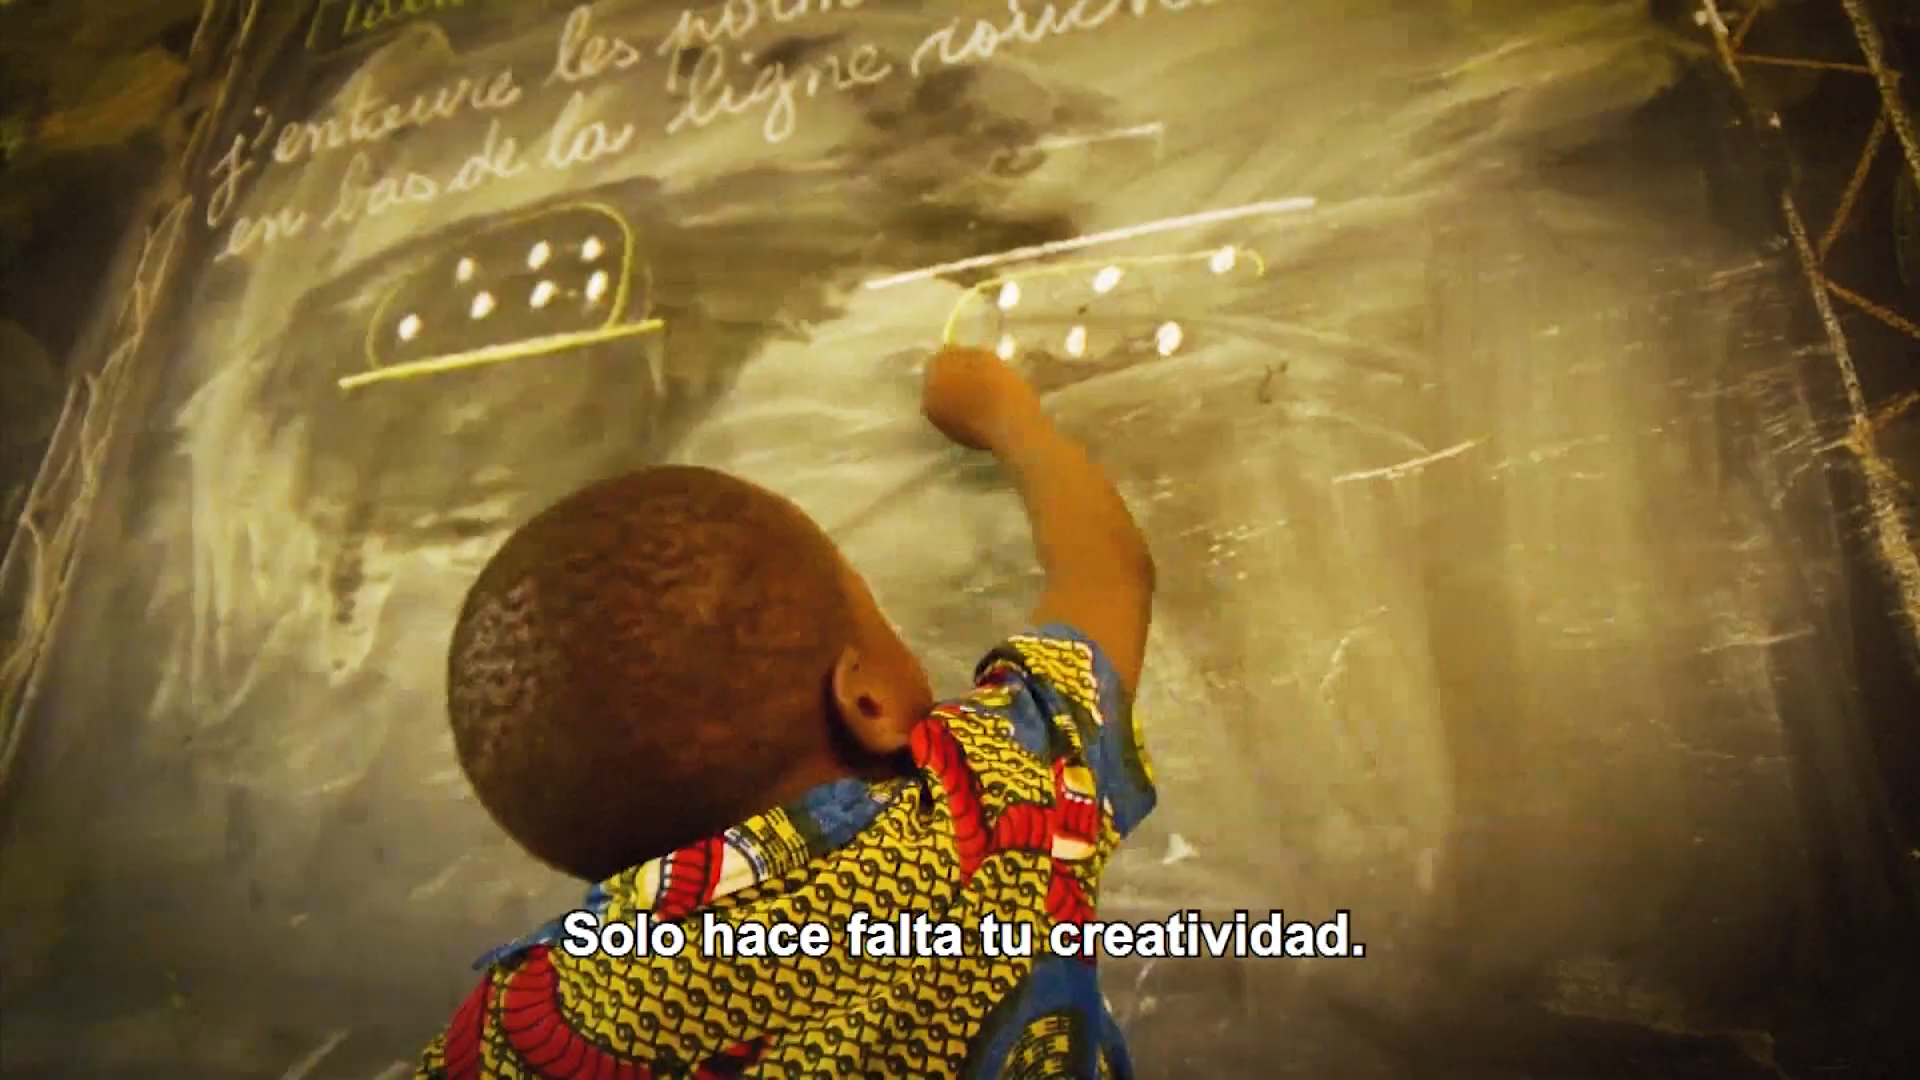 j'entoure les
en bas de la ligne
Solo hace falta tu creatividad.